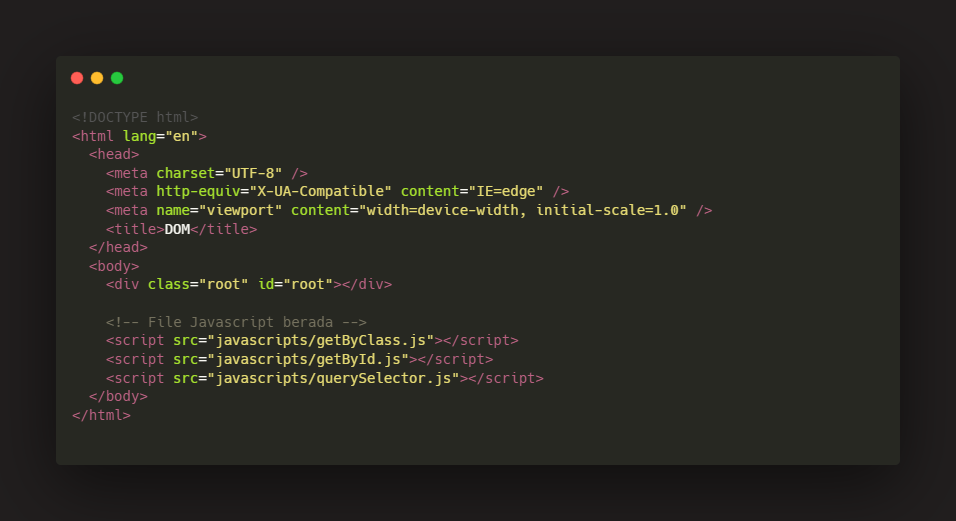 <!DOCTYPE html>
<html lang="en">
  <head>
    <meta charset="UTF-8" />
    <meta http-equiv="X-UA-Compatible" content="IE=edge" />
    <meta name="viewport" content="width=device-width, initial-scale=1.0" />
    <title>DOM</title>
  </head>
  <body>
    <div class="root" id="root"></div>

    <!-- File Javascript berada -->
    <script src="javascripts/getByClass.js"></script>
    <script src="javascripts/getById.js"></script>
    <script src="javascripts/querySelector.js"></script>
  </body>
</html>